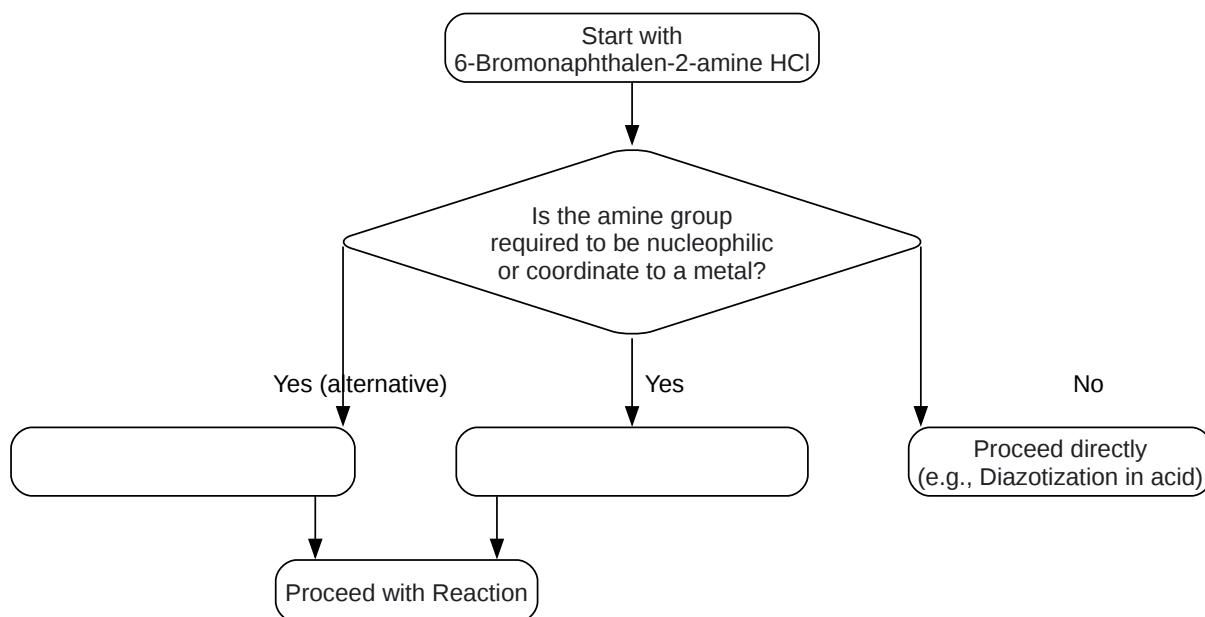 Start with
6-Bromonaphthalen-2-amine HCl
Is the amine group
required to be nucleophilic
or coordinate to a metal?
Yes (alternative)
Yes
No
Proceed directly
(e.g., Diazotization in acid)
Proceed with Reaction